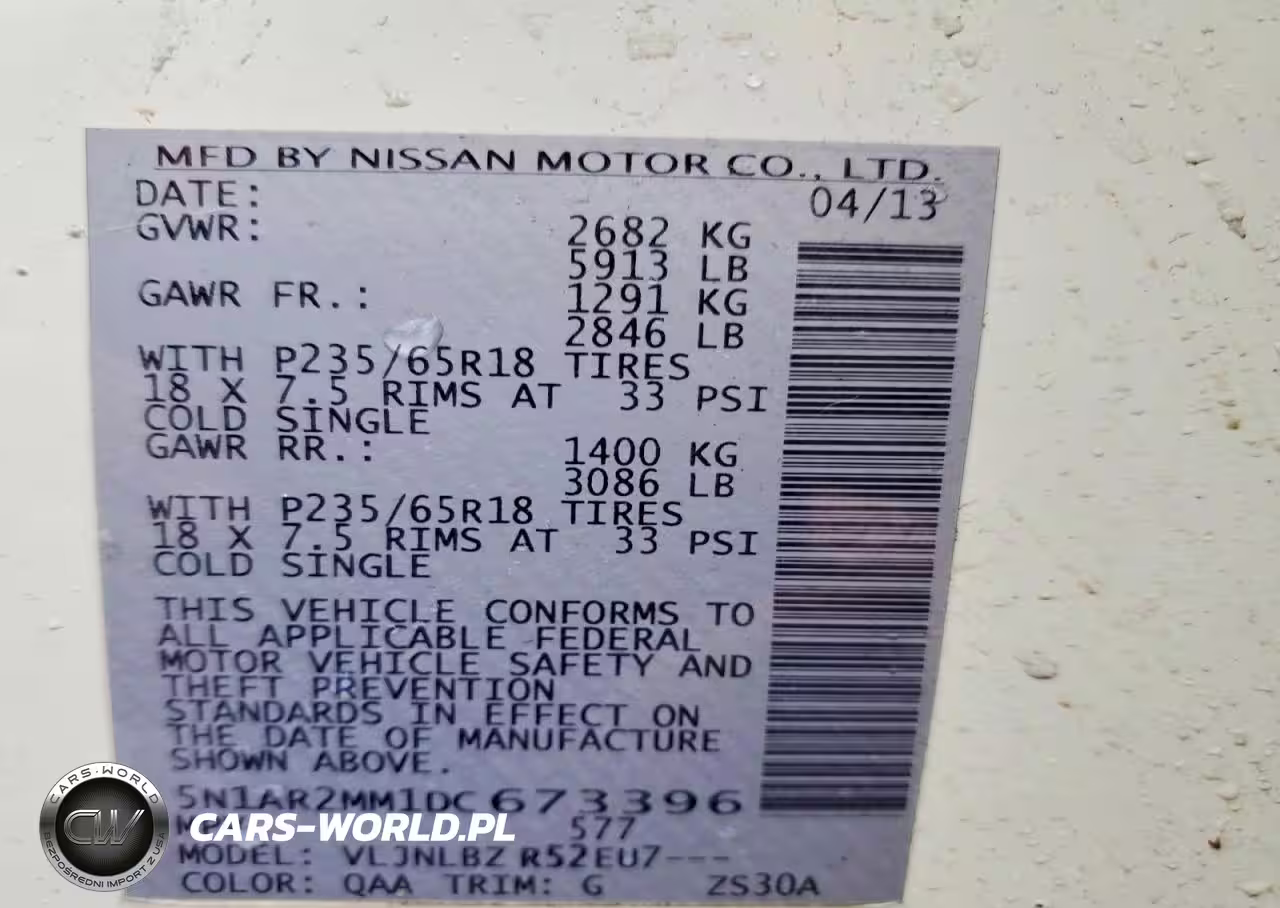 MFD BY NISSAN MOTOR CO., LTD.
DATE: 04/13
GVWR: 2682 KG
5913 LB
GAWR FR.: 1291 KG
2846 LB
WITH P235/65R18 TIRES
18 X 7.5 RIMS AT 33 PSI
COLD SINGLE
GAWR RR.: 1400 KG
3086 LB
WITH P235/65R18 TIRES
18 X 7.5 RIMS AT 33 PSI
COLD SINGLE
THIS VEHICLE CONFORMS TO
ALL APPLICABLE FEDERAL
MOTOR VEHICLE SAFETY AND
THEFT PREVENTION
STANDARDS IN EFFECT ON
THE DATE OF MANUFACTURE
SHOWN ABOVE.
5N1AR2MM1DC673396
577
MODEL: VLJNLBZ R52EU7---
COLOR: QAA TRIM: G ZS30A
CARS-WORLD
CW
BEZPOŚREDNI IMPORT Z USA
CARS-WORLD.PL